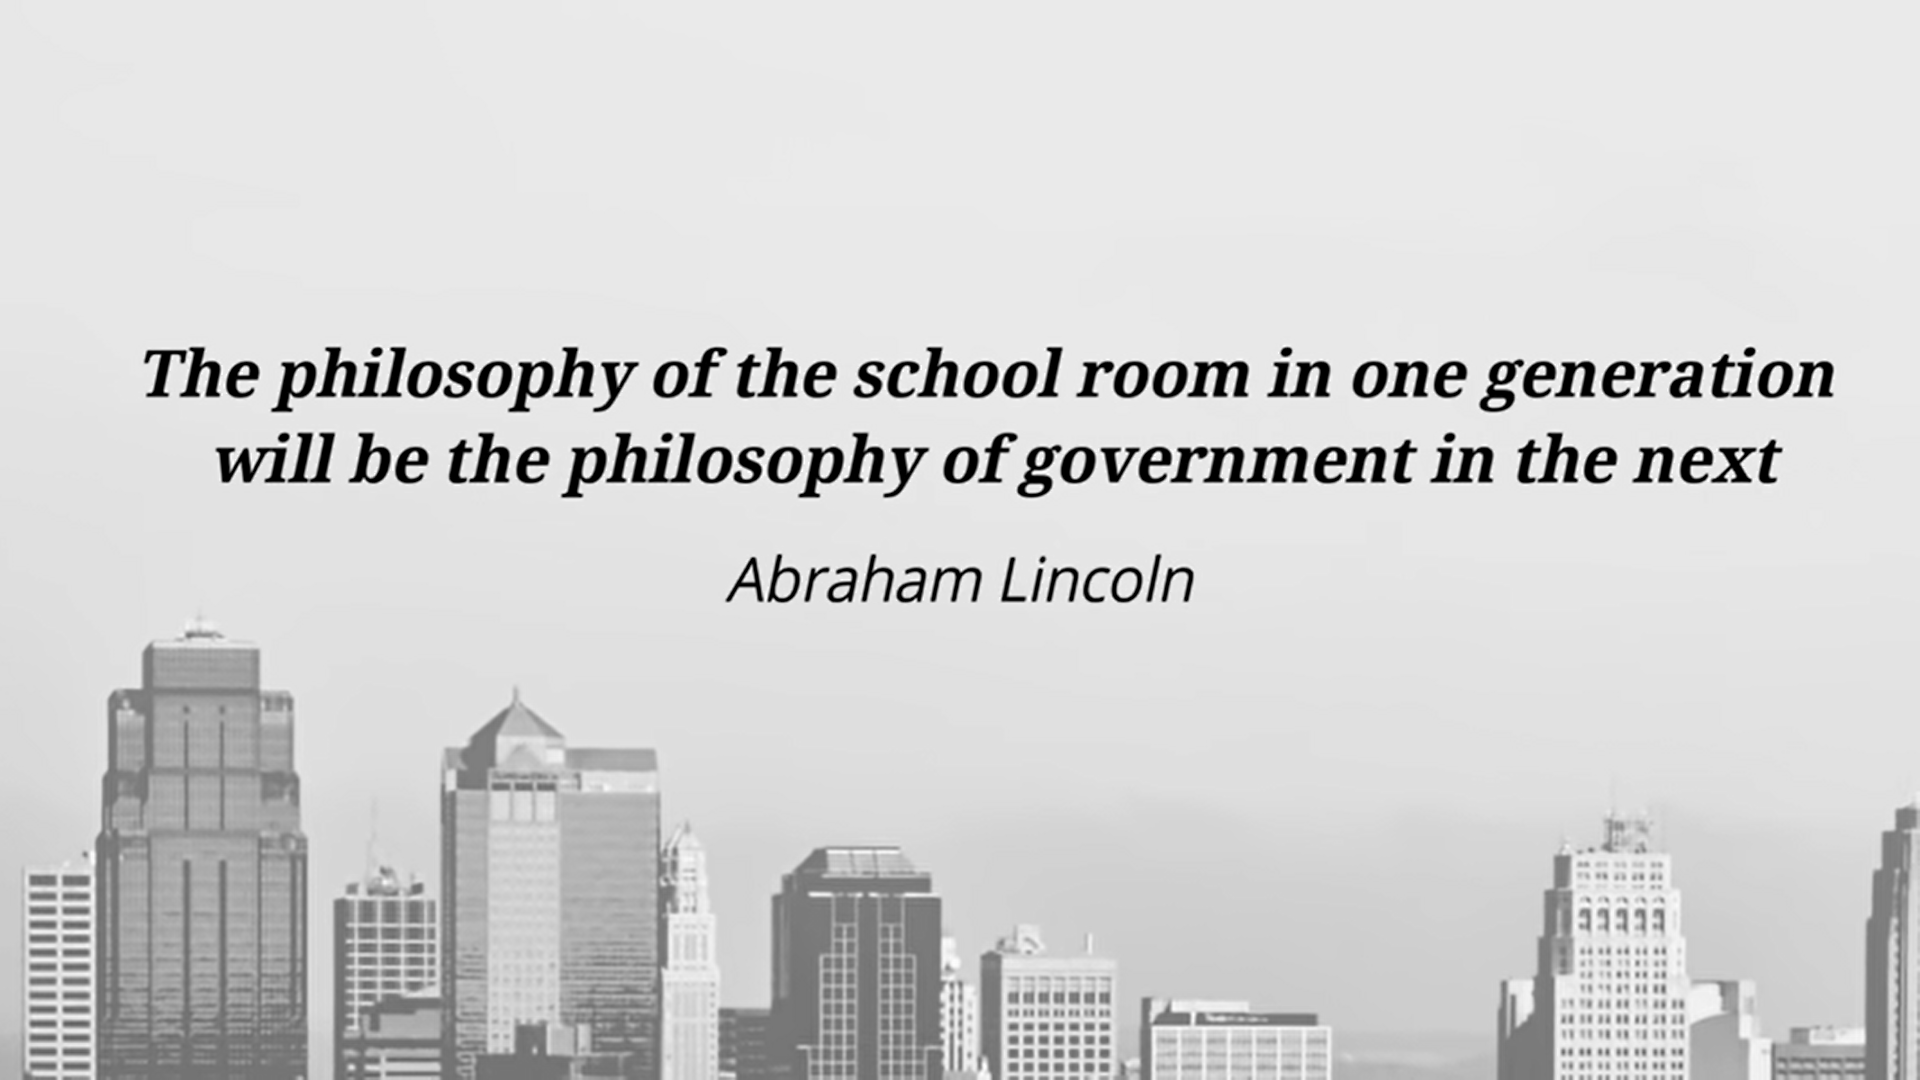 The philosophy of the school room in one generation
will be the philosophy of government in the next
Abraham Lincoln